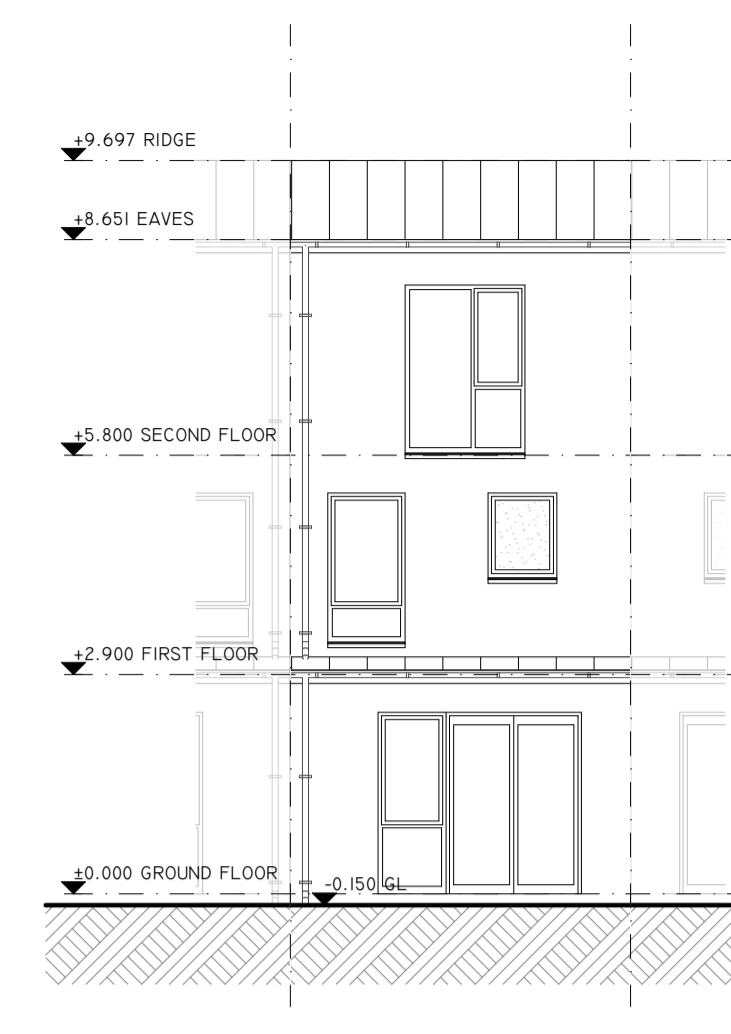 +9.697 RIDGE
+8.651 EAVES
+5.800 SECOND FLOOR
+2.900 FIRST FLOOR
±0.000 GROUND FLOOR
-0.150 GL